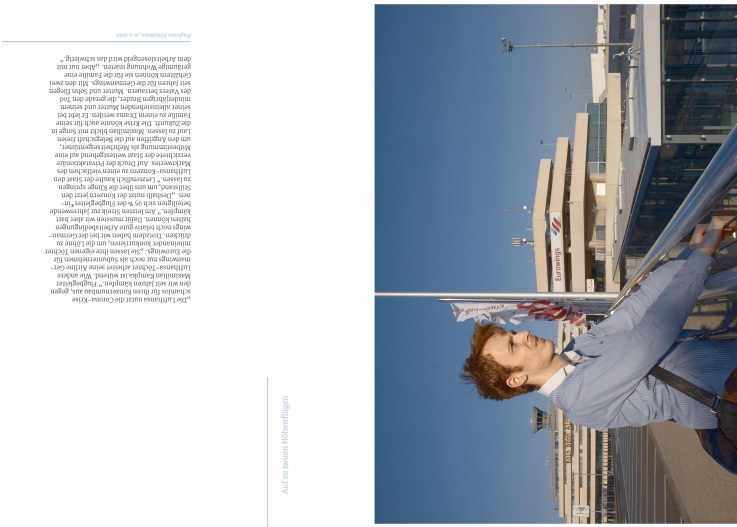 Auf zu neuen Höhenflügen
„Die Lufthansa nutzt die Corona-Krise
schamlos für ihren Konzernumbau aus, gegen
den wir seit Jahren kämpfen.“ Flugbegleiter
Maximilian Kampka ist wütend. Wie andere
Lufthansa-Töchter arbeitet seine Airline Ger-
manwings nur noch als Subunternehmen für
die Eurowings. „Sie lassen ihre eigenen Töchter
miteinander konkurrieren, um die Löhne zu
drücken. Trotzdem haben wir bei der German-
wings noch relativ gute Arbeitsbedingungen
halten können. Dafür mussten wir aber hart
kämpfen.“ Am letzten Streik zur Jahreswende
beteiligten sich 95 % der Flugbegleiter*in-
nen. „Deshalb nutzt der Konzern jetzt den
Stillstand, um uns über die Klinge springen
zu lassen.“ Letztendlich kaufte der Staat den
Lufthansa-Konzern zu einem vielfachen des
Marktwertes. Auf Druck der Privataktionäre
verzichtete der Staat weitestgehend auf eine
Mitbestimmung als Mehrheitseigentümer,
um den Angriffen auf die Belegschaft freien
Lauf zu lassen. Maximilian blickt mit Sorge in
die Zukunft. Die Krise könnte auch für seine
Familie zu einem Drama werden. Er lebt bei
seiner alleinstehenden Mutter und seinem
minderjährigen Bruder, die gerade den Tod
des Vaters betrauern. Mutter und Sohn fliegen
seit Jahren für die Germanwings. Mit den zwei
Gehältern können sie für die Familie eine
geräumige Wohnung mieten. „Aber nur mit
dem Arbeitslosengeld wird das schwierig.“
Flughafen Köln/Bonn,
Eurowings